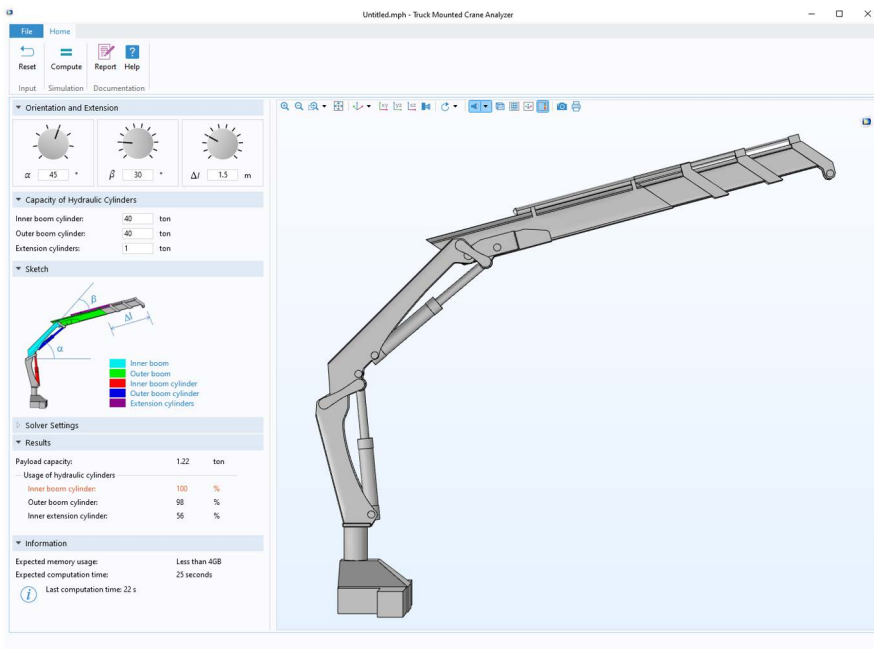 Untitled.mph - Truck Mounted Crane Analyzer
File Home
Reset Compute Report Help
Input Simulation Documentation
Orientation and Extension
α 45 ° β 30 ° Δl 1.5 m
Capacity of Hydraulic Cylinders
Inner boom cylinder: 40 ton
Outer boom cylinder: 40 ton
Extension cylinders: 1 ton
Sketch
β
Δl
α
Inner boom
Outer boom
Inner boom cylinder
Outer boom cylinder
Extension cylinders
Solver Settings
Results
Payload capacity: 1.22 ton
Usage of hydraulic cylinders
Inner boom cylinder: 100 %
Outer boom cylinder: 98 %
Inner extension cylinder: 56 %
Information
Expected memory usage: Less than 4GB
Expected computation time: 25 seconds
Last computation time: 22 s